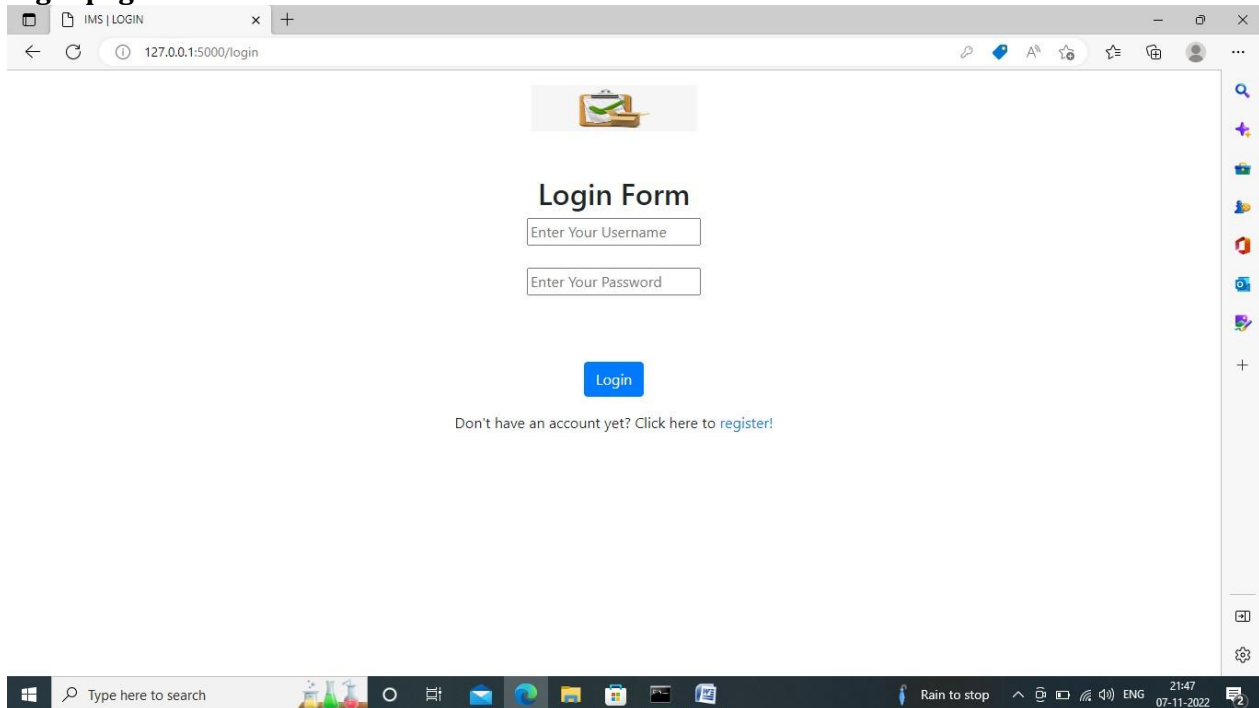 IMS | LOGIN
127.0.0.1:5000/login
Login Form
Enter Your Username
Enter Your Password
Login
Don't have an account yet? Click here to register!
Type here to search
Rain to stop
ENG
21:47
07-11-2022
2